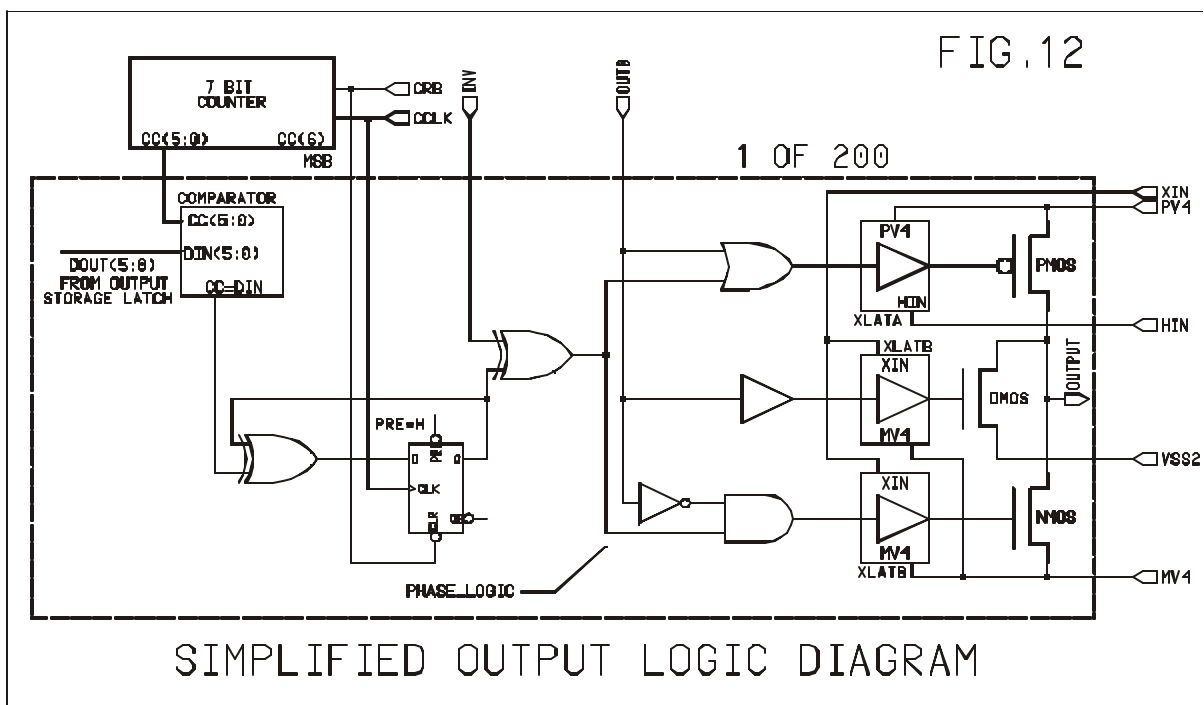 FIG.12
7 BIT
COUNTER
CC(5:0)
CC(6)
MSB
CRB
CCLK
INV
OUTB
1 OF 200
XIN
PV4
COMPARATOR
CC(5:0)
DIN(5:0)
CC=DIN
DOUT(5:0)
FROM OUTPUT
STORAGE LATCH
PV4
HIN
XLATA
PMOS
HIN
XLATB
XIN
MV4
DMOS
OUTPUT
PRE=H
D
Q
CLK
CLR
VSS2
XIN
MV4
XLATB
NMOS
MV4
PHASE_LOGIC
SIMPLIFIED OUTPUT LOGIC DIAGRAM